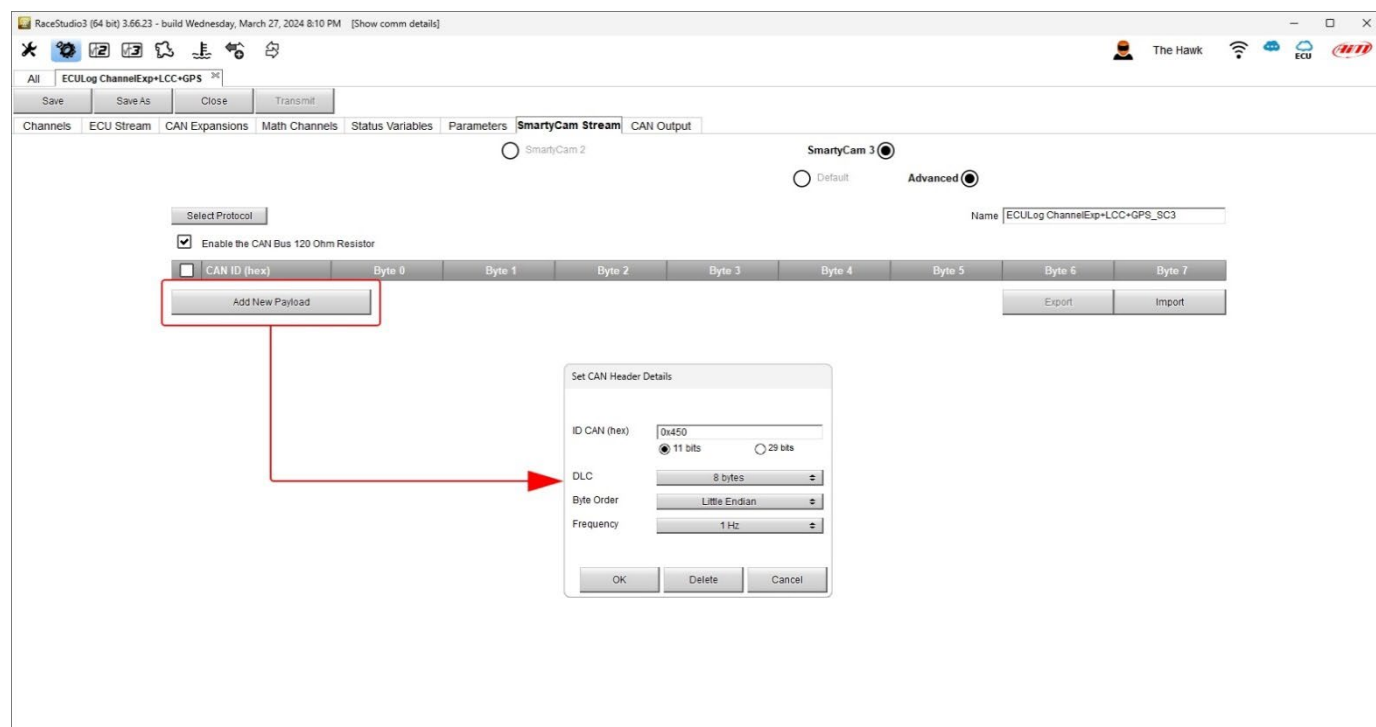 RaceStudio3 (64 bit) 3.66.23 - build Wednesday, March 27, 2024 8:10 PM [Show comm details]
The Hawk ECU AiM
All ECULog ChannelExp+LCC+GPS
Save Save As Close Transmit
Channels ECU Stream CAN Expansions Math Channels Status Variables Parameters SmartyCam Stream CAN Output
SmartyCam 2 SmartyCam 3
Default Advanced
Select Protocol Name ECULog ChannelExp+LCC+GPS_SC3
Enable the CAN Bus 120 Ohm Resistor
CAN ID (hex) Byte 0 Byte 1 Byte 2 Byte 3 Byte 4 Byte 5 Byte 6 Byte 7
Add New Payload Export Import
Set CAN Header Details
ID CAN (hex) 0x450
11 bits 29 bits
DLC 8 bytes
Byte Order Little Endian
Frequency 1 Hz
OK Delete Cancel